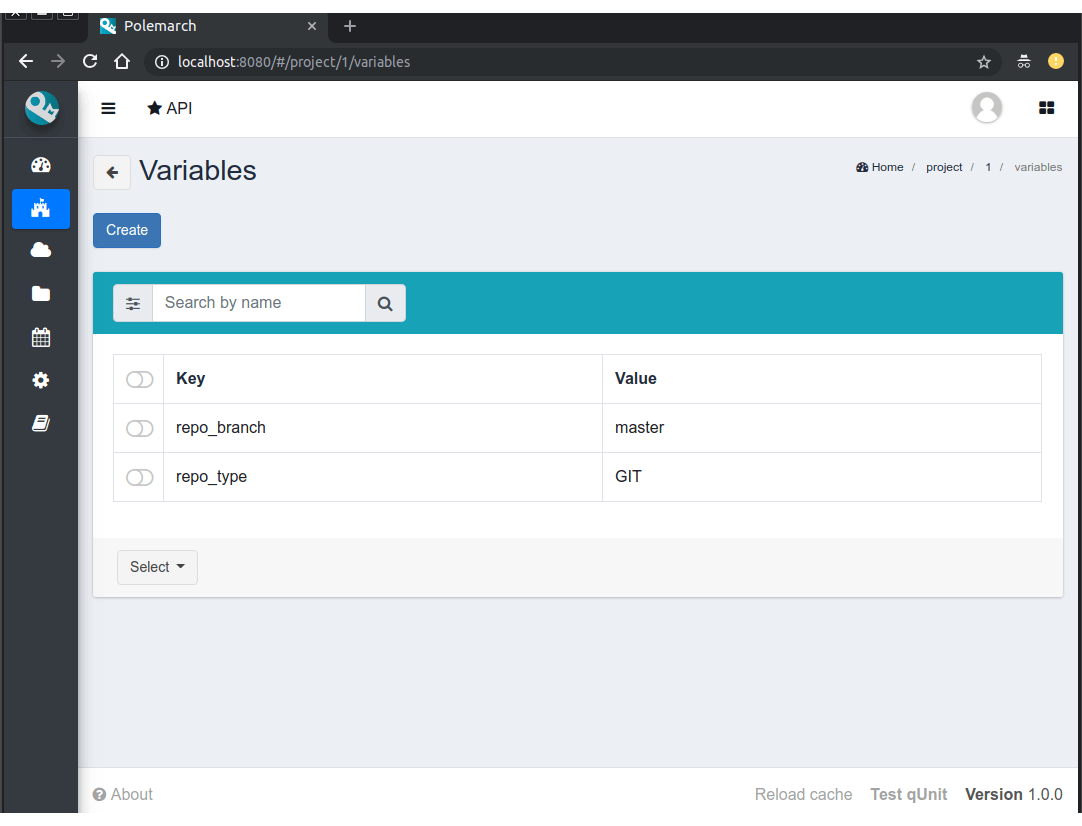 Polemarch
localhost:8080/#/project/1/variables
API
Variables
Home / project / 1 / variables
Create
Search by name
Key Value
repo_branch master
repo_type GIT
Select
About
Reload cache Test qUnit Version 1.0.0